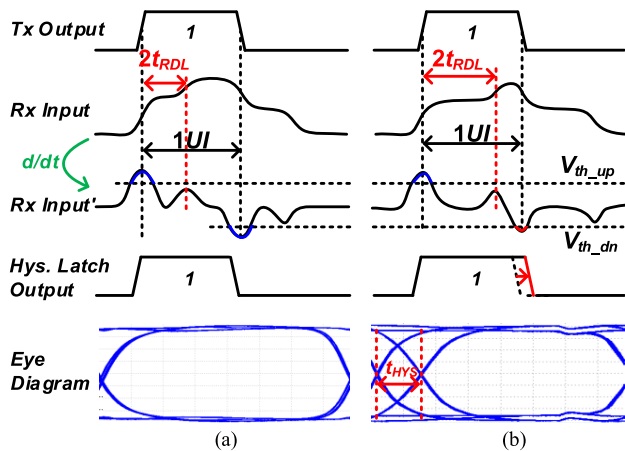 Tx Output
1
1
2tRDL
2tRDL
Rx Input
1UI
1UI
d/dt
Vth_up
Rx Input'
Vth_dn
Hys. Latch
Output
1
1
Eye
Diagram
tHYS
(a)
(b)